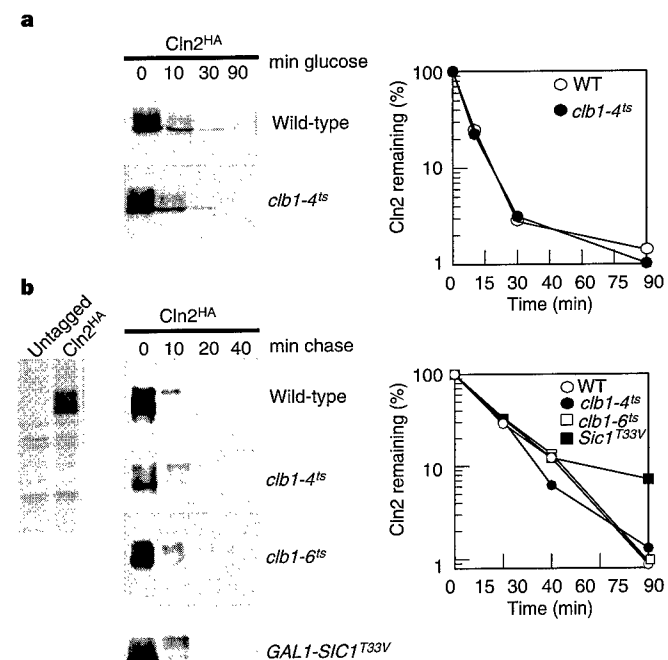 a
Cln2HA
0 10 30 90 min glucose
Wild-type
clb1-4ts
100
10
1
Cln2 remaining (%)
WT
clb1-4ts
0 15 30 45 60 75 90
Time (min)
b
Untagged
Cln2HA
Cln2HA
0 10 20 40 min chase
Wild-type
clb1-4ts
clb1-6ts
GAL1-SIC1T33V
100
10
1
Cln2 remaining (%)
WT
clb1-4ts
clb1-6ts
Sic1T33V
0 15 30 45 60 75 90
Time (min)